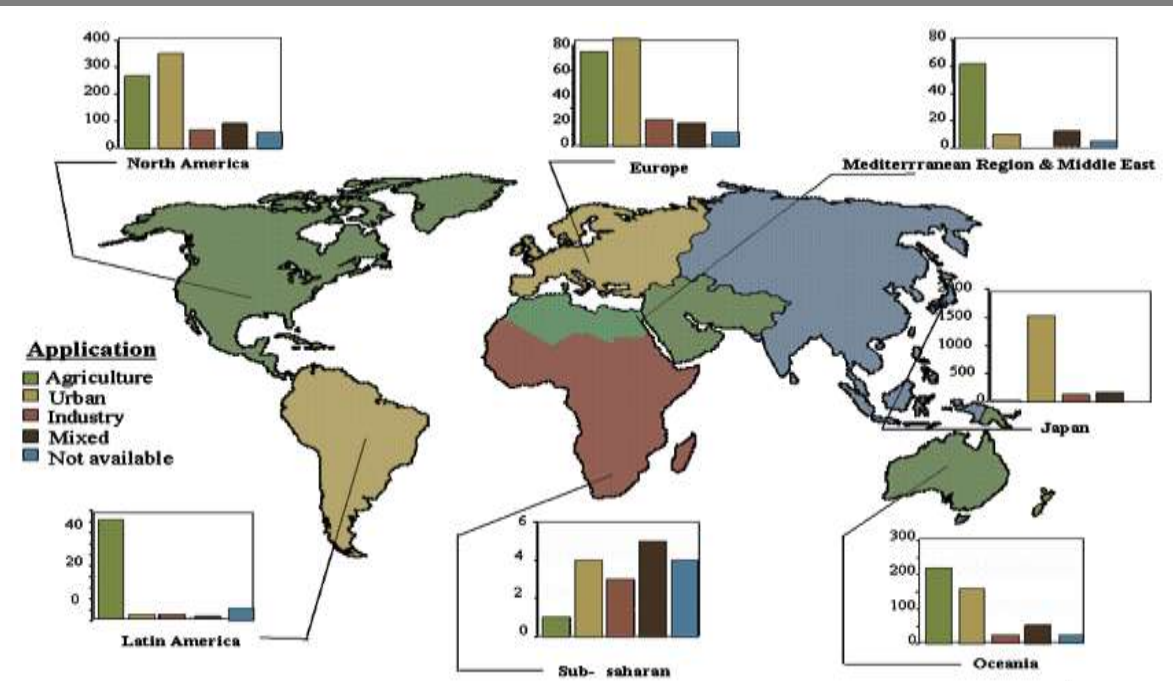 400
300
200
100
0
North America
80
60
40
20
0
Europe
80
60
40
20
0
Mediterrranean Region & Middle East
Application
Agriculture
Urban
Industry
Mixed
Not available
1500
1000
500
0
Japan
40
20
0
Latin America
6
4
2
0
Sub- saharan
300
200
100
0
Oceania